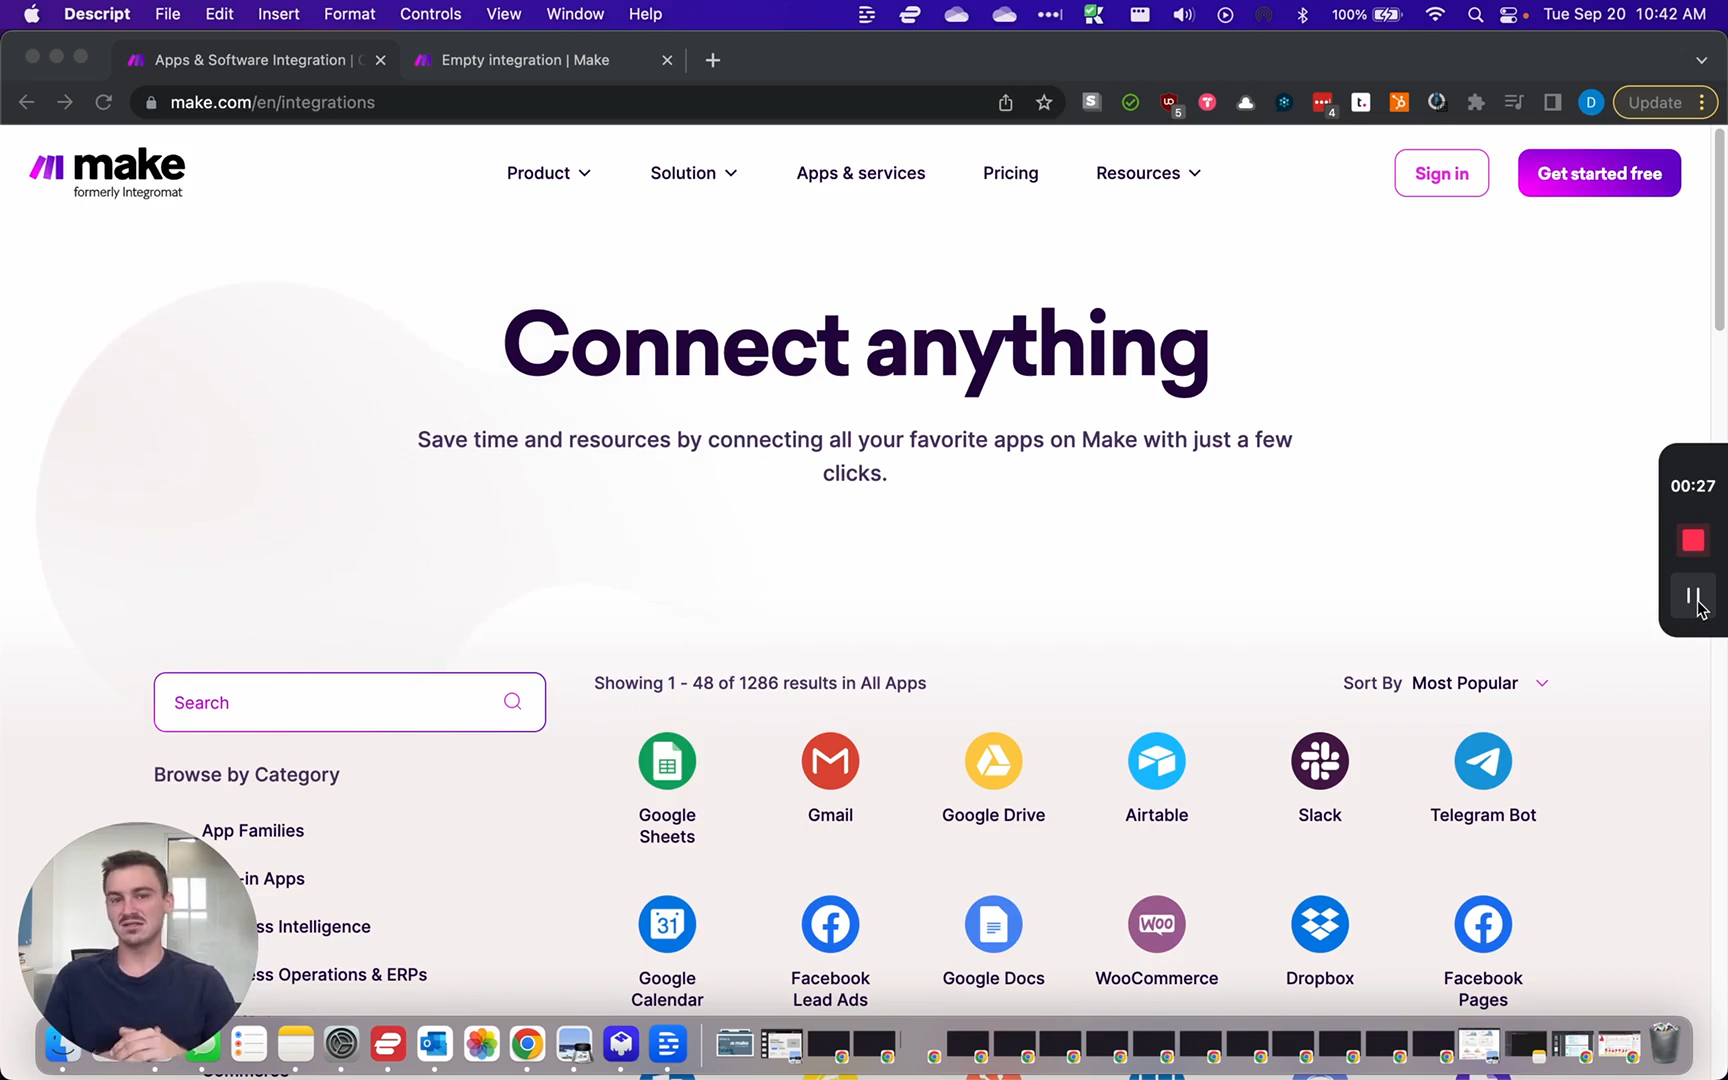 Descript File Edit Insert Format Controls View Window Help 100% Tue Sep 20 10:42 AM
Apps & Software Integration | Empty integration | Make
make.com/en/integrations 5 4 t. D Update
make Product Solution Apps & services Pricing Resources Sign in Get started free
formerly Integromat
Connect anything
Save time and resources by connecting all your favorite apps on Make with just a few
clicks.
00:27
Search Showing 1 - 48 of 1286 results in All Apps Sort By Most Popular
Browse by Category
Google Sheets
Gmail
Google Drive
Airtable
Slack
Telegram Bot
App Families
-in Apps
ss Intelligence
ss Operations & ERPs
31
Google Calendar
Facebook Lead Ads
Google Docs
Woo
WooCommerce
Dropbox
Facebook Pages